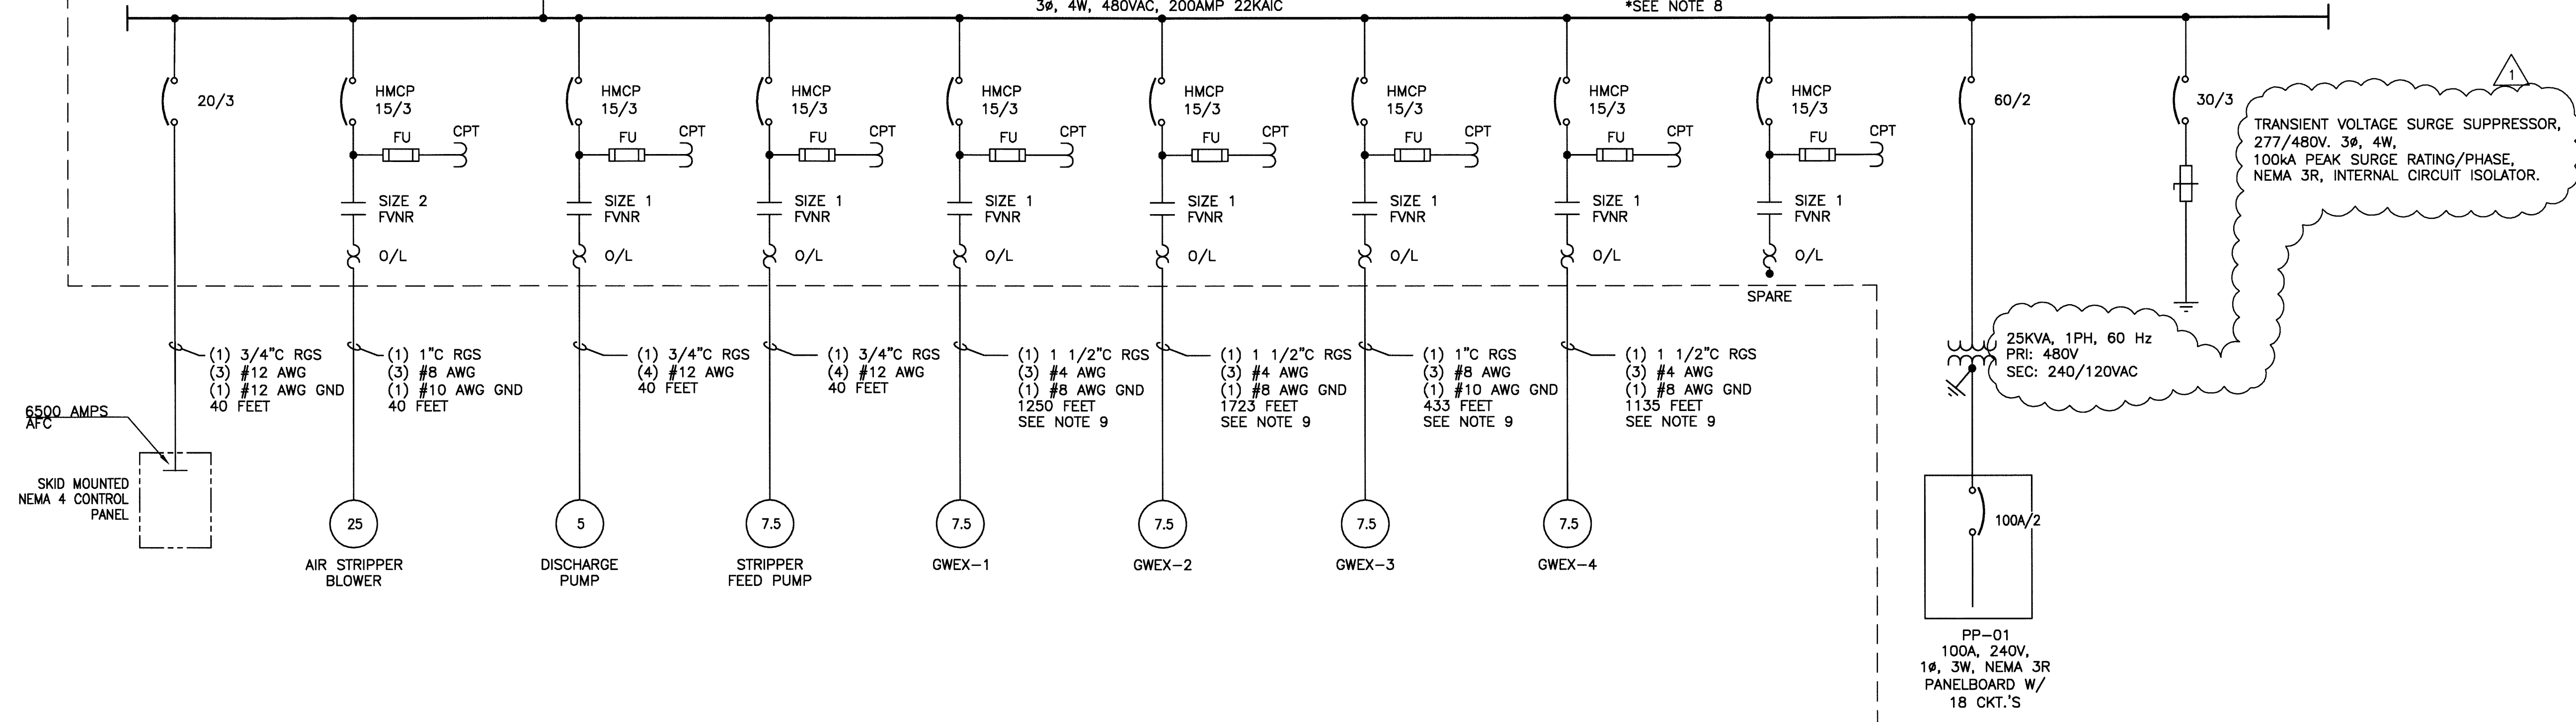 3ø, 4W, 480VAC, 200AMP 22KAIC
*SEE NOTE 8
20/3
HMCP
15/3
FU
CPT
SIZE 2
FVNR
O/L
HMCP
15/3
FU
CPT
SIZE 1
FVNR
O/L
HMCP
15/3
FU
CPT
SIZE 1
FVNR
O/L
HMCP
15/3
FU
CPT
SIZE 1
FVNR
O/L
HMCP
15/3
FU
CPT
SIZE 1
FVNR
O/L
HMCP
15/3
FU
CPT
SIZE 1
FVNR
O/L
HMCP
15/3
FU
CPT
SIZE 1
FVNR
O/L
HMCP
15/3
FU
CPT
SIZE 1
FVNR
O/L
SPARE
60/2
30/3
1
TRANSIENT VOLTAGE SURGE SUPPRESSOR,
277/480V. 3ø, 4W,
100kA PEAK SURGE RATING/PHASE,
NEMA 3R, INTERNAL CIRCUIT ISOLATOR.
(1) 3/4"C RGS
(3) #12 AWG
(1) #12 AWG GND
40 FEET
(1) 1"C RGS
(3) #8 AWG
(1) #10 AWG GND
40 FEET
(1) 3/4"C RGS
(4) #12 AWG
40 FEET
(1) 3/4"C RGS
(4) #12 AWG
40 FEET
(1) 1 1/2"C RGS
(3) #4 AWG
(1) #8 AWG GND
1250 FEET
SEE NOTE 9
(1) 1 1/2"C RGS
(3) #4 AWG
(1) #8 AWG GND
1723 FEET
SEE NOTE 9
(1) 1"C RGS
(3) #8 AWG
(1) #10 AWG GND
433 FEET
SEE NOTE 9
(1) 1 1/2"C RGS
(3) #4 AWG
(1) #8 AWG GND
1135 FEET
SEE NOTE 9
25KVA, 1PH, 60 Hz
PRI: 480V
SEC: 240/120VAC
6500 AMPS
AFC
SKID MOUNTED
NEMA 4 CONTROL
PANEL
25
AIR STRIPPER
BLOWER
5
DISCHARGE
PUMP
7.5
STRIPPER
FEED PUMP
7.5
GWEX-1
7.5
GWEX-2
7.5
GWEX-3
7.5
GWEX-4
100A/2
PP-01
100A, 240V,
1ø, 3W, NEMA 3R
PANELBOARD W/
18 CKT.'S